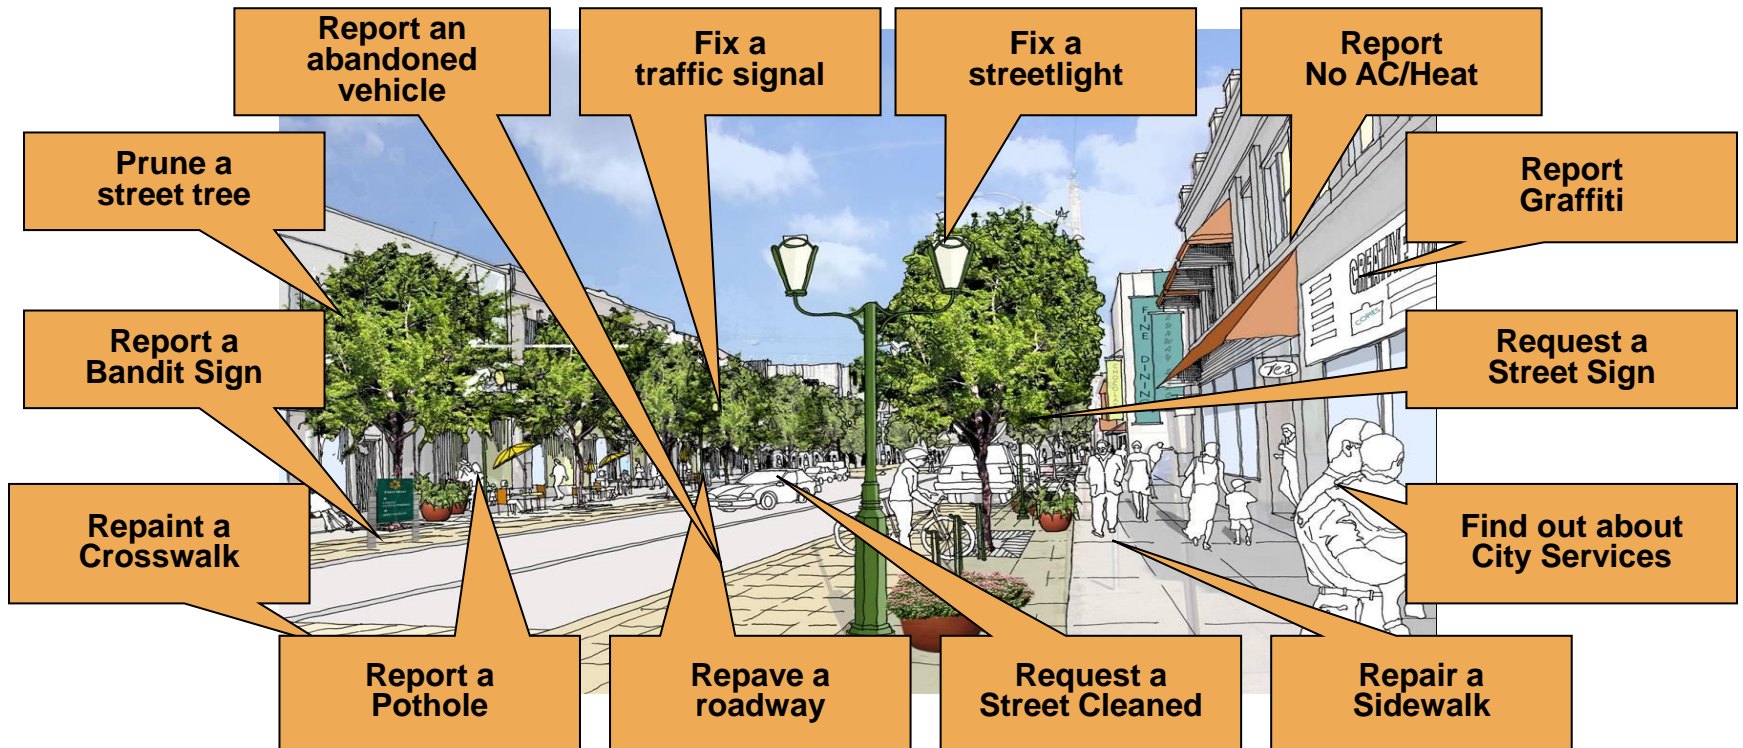 Report an
abandoned
vehicle
Fix a
traffic signal
Fix a
streetlight
Report
No AC/Heat
Prune a
street tree
Report
Graffiti
CREATIVE
COPIES
Report a
Bandit Sign
FINE DINING
Request a
Street Sign
Tea
Repaint a
Crosswalk
Find out about
City Services
Report a
Pothole
Repave a
roadway
Request a
Street Cleaned
Repair a
Sidewalk